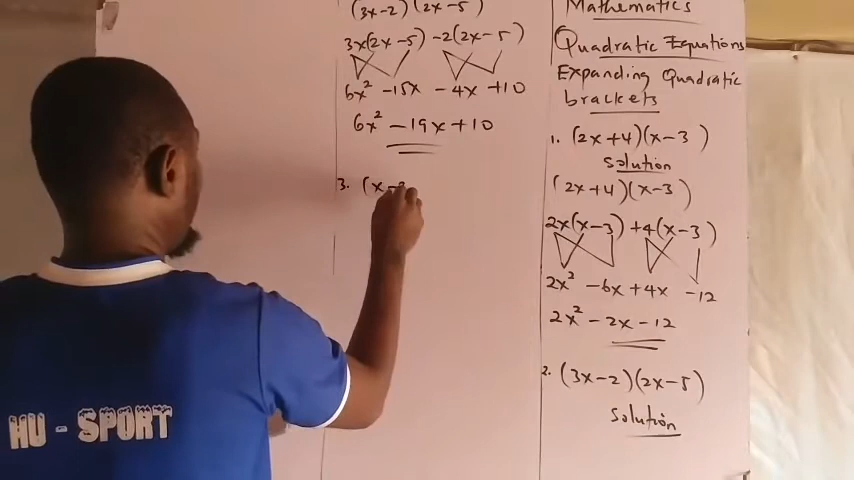 Mathematics
Quadratic Equations
Expanding Quadratic
brackets
1. (2x+4)(x-3)
Solution
(2x+4)(x-3)
2x(x-3)+4(x-3)
2x² -6x +4x -12
2x² -2x -12
2. (3x-2)(2x-5)
Solution
(3x-2)(2x-5)
3x(2x-5)-2(2x-5)
6x² -15x -4x +10
6x² -19x +10
3. (x-
HU-SPORT